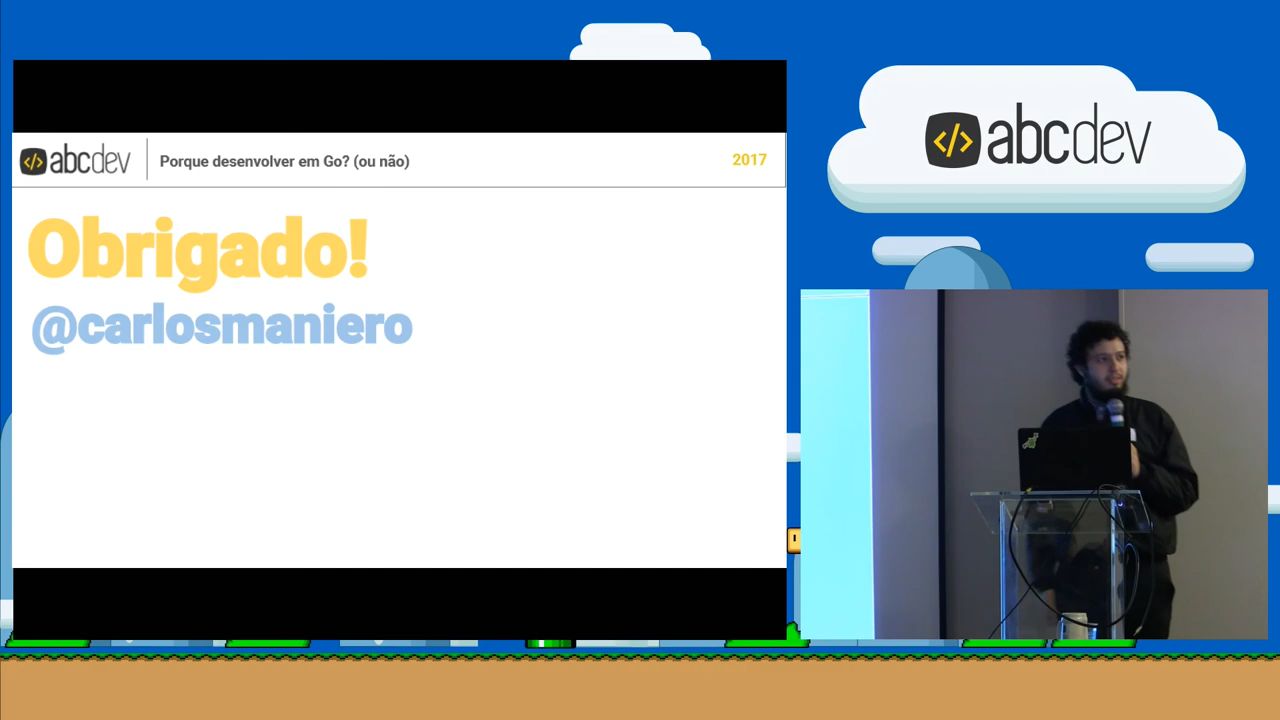 </> abcdev
Porque desenvolver em Go? (ou não)
2017
Obrigado!
@carlosmaniero
</> abcdev